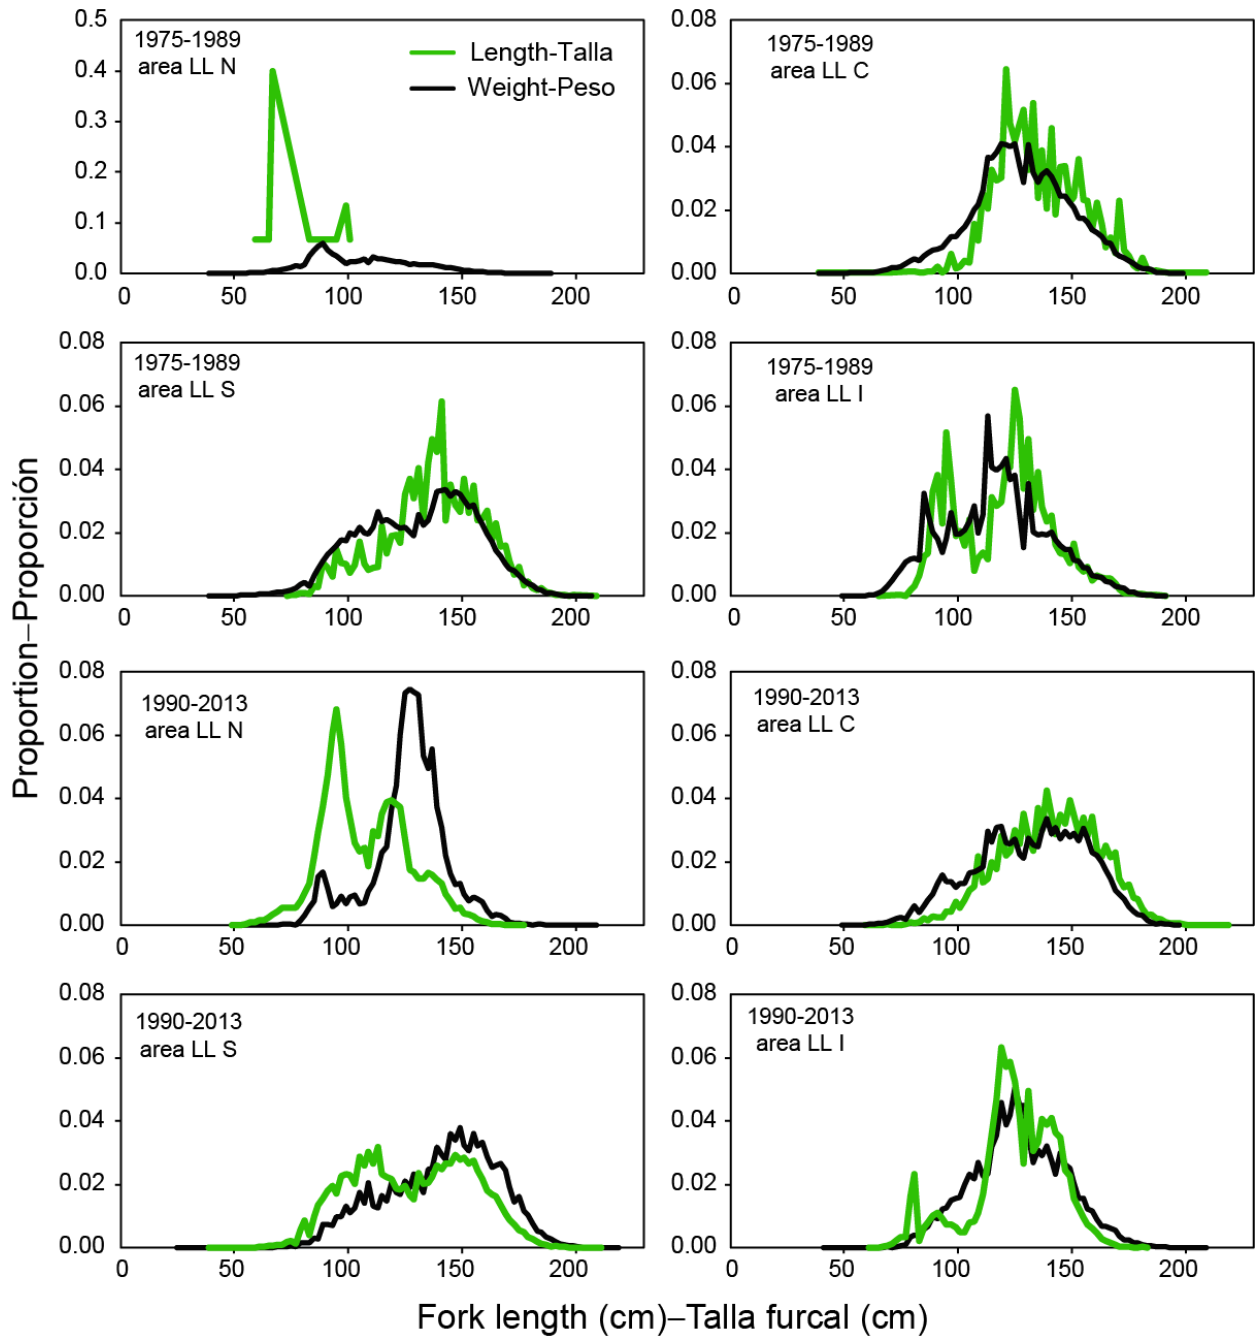 Proportion–Proporción
0.5
0.4
0.3
0.2
0.1
0.0
1975-1989
area LL N
Length-Talla
Weight-Peso
0 50 100 150 200
0.08
0.06
0.04
0.02
0.00
1975-1989
area LL C
0 50 100 150 200
0.08
0.06
0.04
0.02
0.00
1975-1989
area LL S
0 50 100 150 200
0.08
0.06
0.04
0.02
0.00
1975-1989
area LL I
0 50 100 150 200
0.08
0.06
0.04
0.02
0.00
1990-2013
area LL N
0 50 100 150 200
0.08
0.06
0.04
0.02
0.00
1990-2013
area LL C
0 50 100 150 200
0.08
0.06
0.04
0.02
0.00
1990-2013
area LL S
0 50 100 150 200
0.08
0.06
0.04
0.02
0.00
1990-2013
area LL I
0 50 100 150 200
Fork length (cm)–Talla furcal (cm)